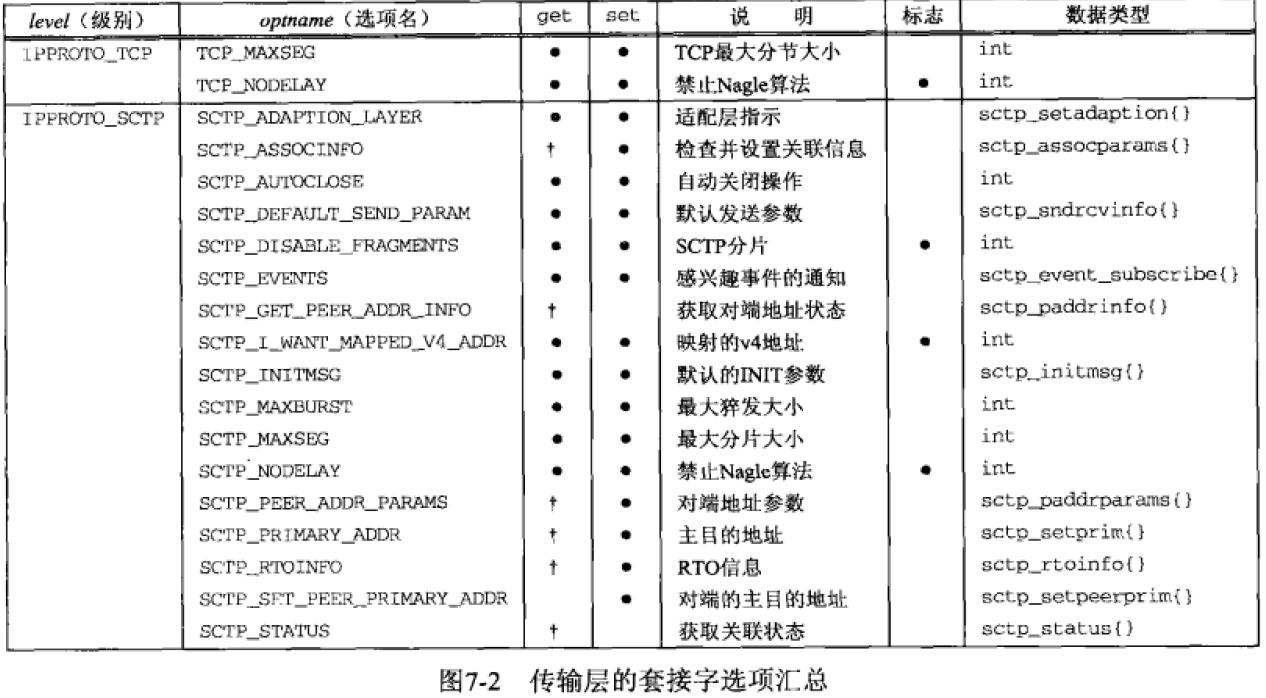 level（级别） optname（选项名） get set 说 明 标志 数据类型
IPPROTO_TCP TCP_MAXSEG ● ● TCP最大分节大小 int
TCP_NODELAY ● ● 禁止Nagle算法 ● int
IPPROTO_SCTP SCTP_ADAPTION_LAYER ● ● 适配层指示 sctp_setadaption{}
SCTP_ASSOCINFO † ● 检查并设置关联信息 sctp_assocparams{}
SCTP_AUTOCLOSE ● ● 自动关闭操作 int
SCTP_DEFAULT_SEND_PARAM ● ● 默认发送参数 sctp_sndrcvinfo{}
SCTP_DISABLE_FRAGMENTS ● ● SCTP分片 ● int
SCTP_EVENTS ● ● 感兴趣事件的通知 sctp_event_subscribe{}
SCTP_GET_PEER_ADDR_INFO † 获取对端地址状态 sctp_paddrinfo{}
SCTP_I_WANT_MAPPED_V4_ADDR ● ● 映射的v4地址 ● int
SCTP_INITMSG ● ● 默认的INIT参数 sctp_initmsg{}
SCTP_MAXBURST ● ● 最大猝发大小 int
SCTP_MAXSEG ● ● 最大分片大小 int
SCTP_NODELAY ● ● 禁止Nagle算法 ● int
SCTP_PEER_ADDR_PARAMS † ● 对端地址参数 sctp_paddrparams{}
SCTP_PRIMARY_ADDR † ● 主目的地址 sctp_setprim{}
SCTP_RTOINFO † ● RTO信息 sctp_rtoinfo{}
SCTP_SET_PEER_PRIMARY_ADDR ● 对端的主目的地址 sctp_setpeerprim{}
SCTP_STATUS † 获取关联状态 sctp_status{}
图7-2 传输层的套接字选项汇总